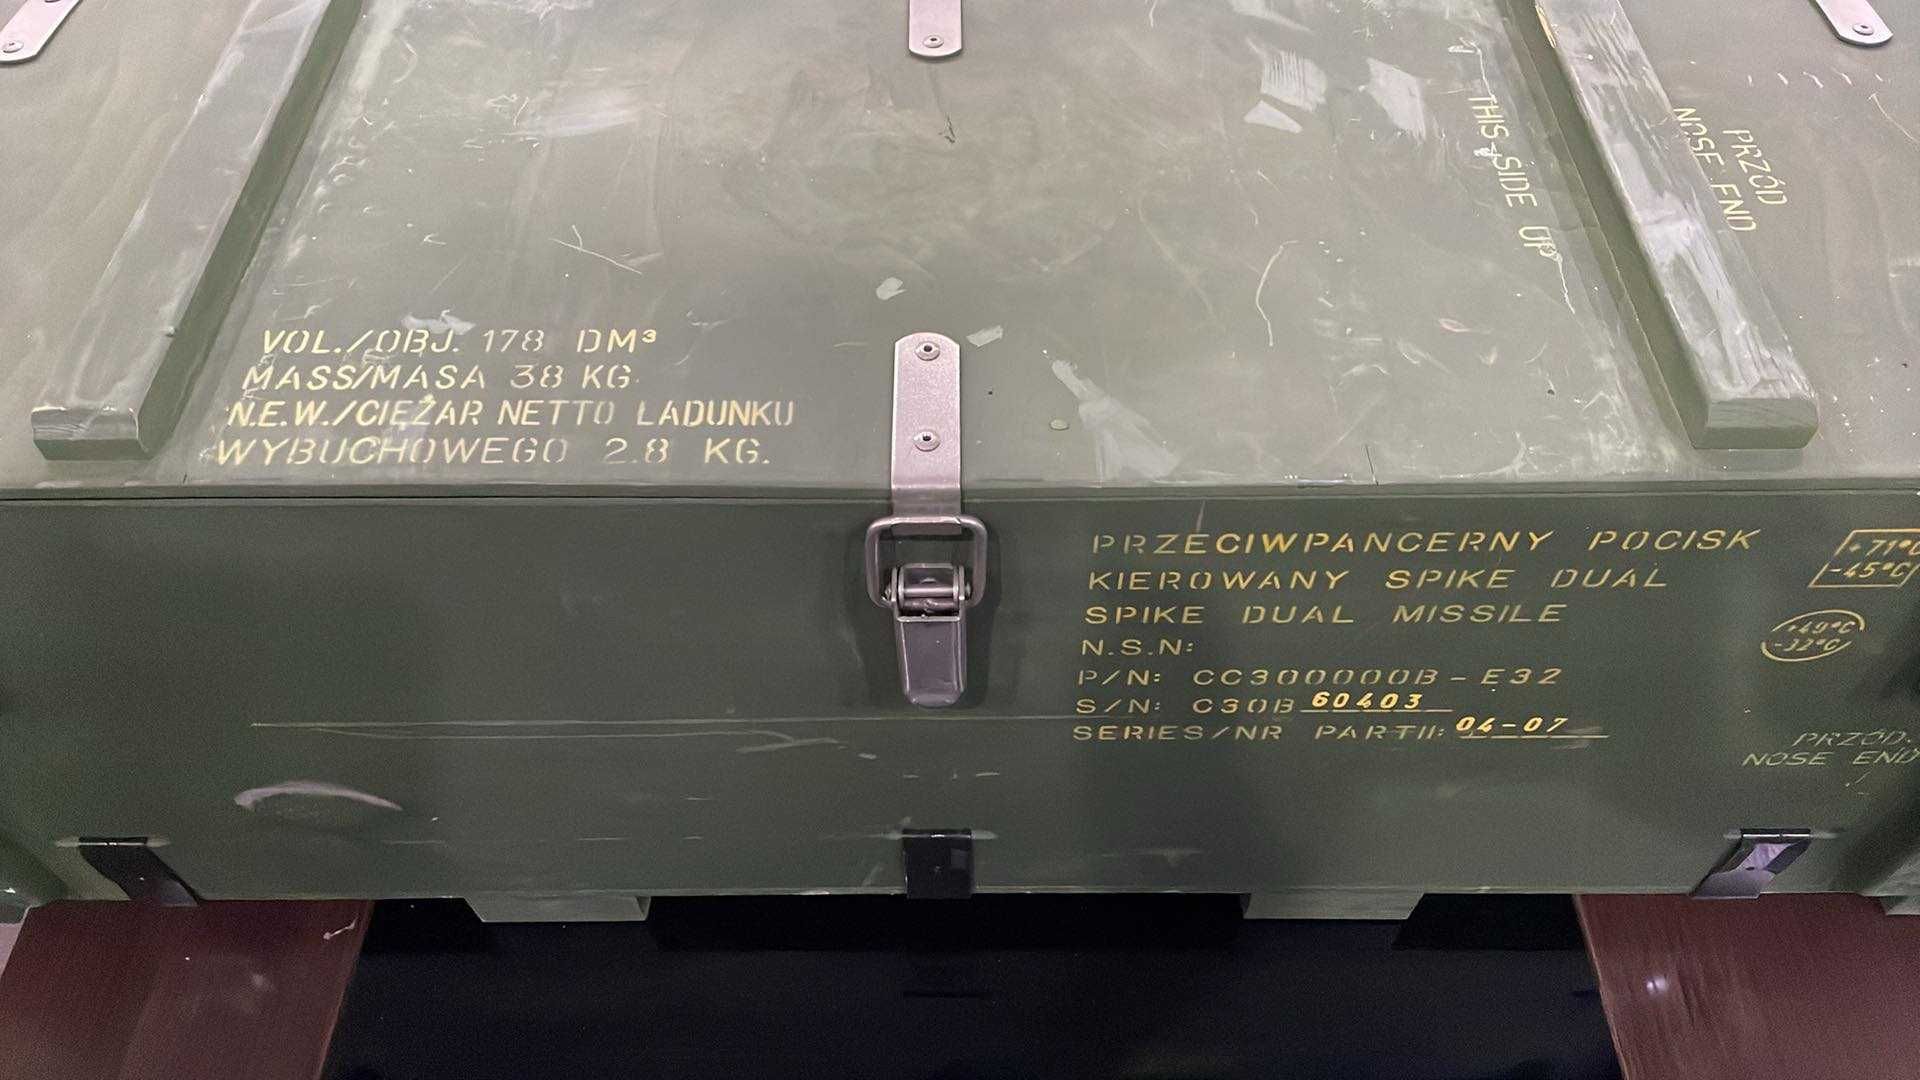 THIS SIDE UP
PRZÓD
NOSE END
VOL./OBJ. 178 DM³
MASS/MASA 38 KG.
N.E.W./CIĘŻAR NETTO ŁADUNKU
WYBUCHOWEGO 2.8 KG.
PRZECIWPANCERNY POCISK
KIEROWANY SPIKE DUAL
SPIKE DUAL MISSILE
N.S.N:
P/N: CC300000B-E32
S/N: C30B 60403
SERIES/NR PARTII: 04-07
+71°C
-45°C
+49°C
-32°C
PRZÓD.
NOSE END